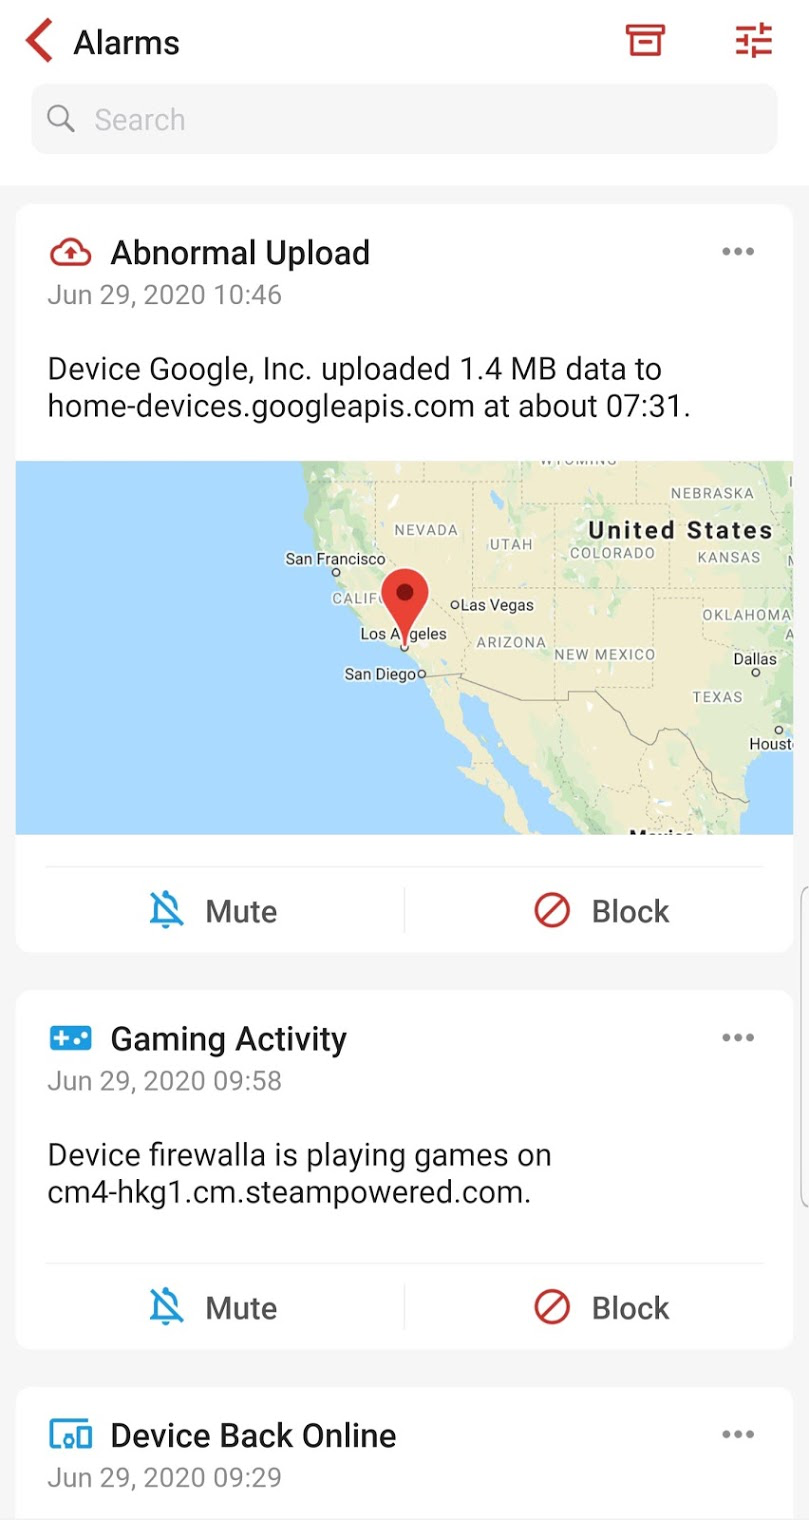 Alarms
Search
Abnormal Upload
Jun 29, 2020 10:46
Device Google, Inc. uploaded 1.4 MB data to
home-devices.googleapis.com at about 07:31.
NEBRASKA
NEVADA
United States
UTAH
COLORADO
KANSAS
San Francisco
CALIF
Las Vegas
OKLAHOMA
Los Angeles
ARIZONA
NEW MEXICO
Dallas
San Diego
TEXAS
Houst
Mute
Block
Gaming Activity
Jun 29, 2020 09:58
Device firewalla is playing games on
cm4-hkg1.cm.steampowered.com.
Mute
Block
Device Back Online
Jun 29, 2020 09:29